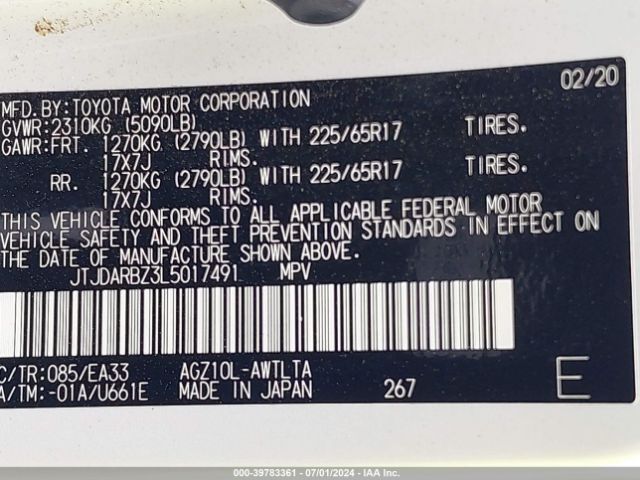 02/20
MFD. BY: TOYOTA MOTOR CORPORATION
GVWR: 2310KG (5090LB)
GAWR: FRT. 1270KG (2790LB) WITH 225/65R17 TIRES.
17X7J RIMS.
RR. 1270KG (2790LB) WITH 225/65R17 TIRES.
17X7J RIMS.
THIS VEHICLE CONFORMS TO ALL APPLICABLE FEDERAL MOTOR
VEHICLE SAFETY AND THEFT PREVENTION STANDARDS IN EFFECT ON
THE DATE OF MANUFACTURE SHOWN ABOVE.
JTJDARBZ3L5017491 MPV
C/TR: 085/EA33 AGZ10L-AWTLTA
A/TM: -01A/U661E MADE IN JAPAN 267 E
000-39783361 - 07/01/2024 - IAAI.COM